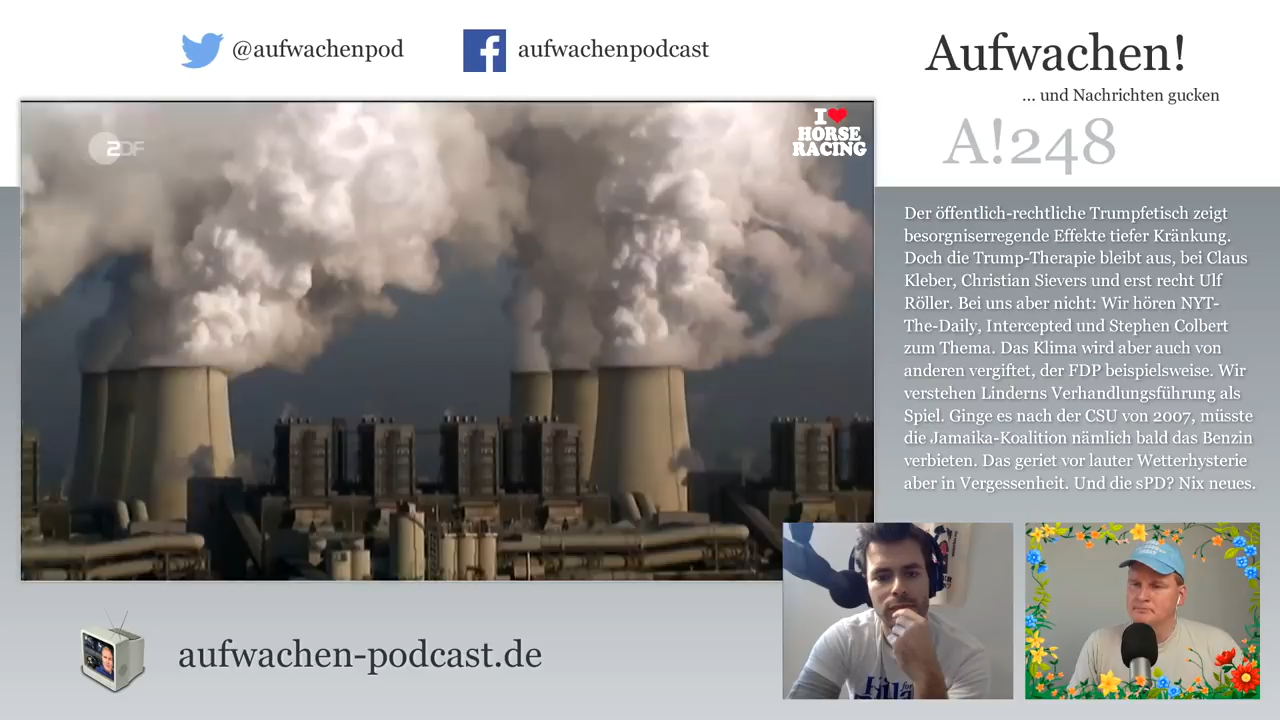 @aufwachenpod
aufwachenpodcast
Aufwachen!
... und Nachrichten gucken
A!248
ZDF
I
HORSE
RACING
Der öffentlich-rechtliche Trumpfetisch zeigt
besorgniserregende Effekte tiefer Kränkung.
Doch die Trump-Therapie bleibt aus, bei Claus
Kleber, Christian Sievers und erst recht Ulf
Röller. Bei uns aber nicht: Wir hören NYT-
The-Daily, Intercepted und Stephen Colbert
zum Thema. Das Klima wird aber auch von
anderen vergiftet, der FDP beispielsweise. Wir
verstehen Linderns Verhandlungsführung als
Spiel. Ginge es nach der CSU von 2007, müsste
die Jamaika-Koalition nämlich bald das Benzin
verbieten. Das geriet vor lauter Wetterhysterie
aber in Vergessenheit. Und die sPD? Nix neues.
aufwachen-podcast.de